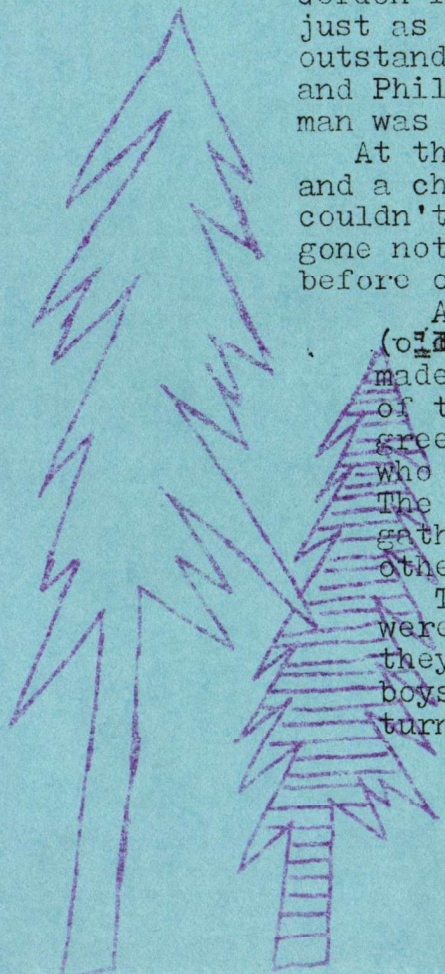 just as
outstand
and Phil
man was
At th
and a ch
couldn't
gone not
before o
A
made
of t
gree
who
The
gath
othe
T
were
they
boys
turn